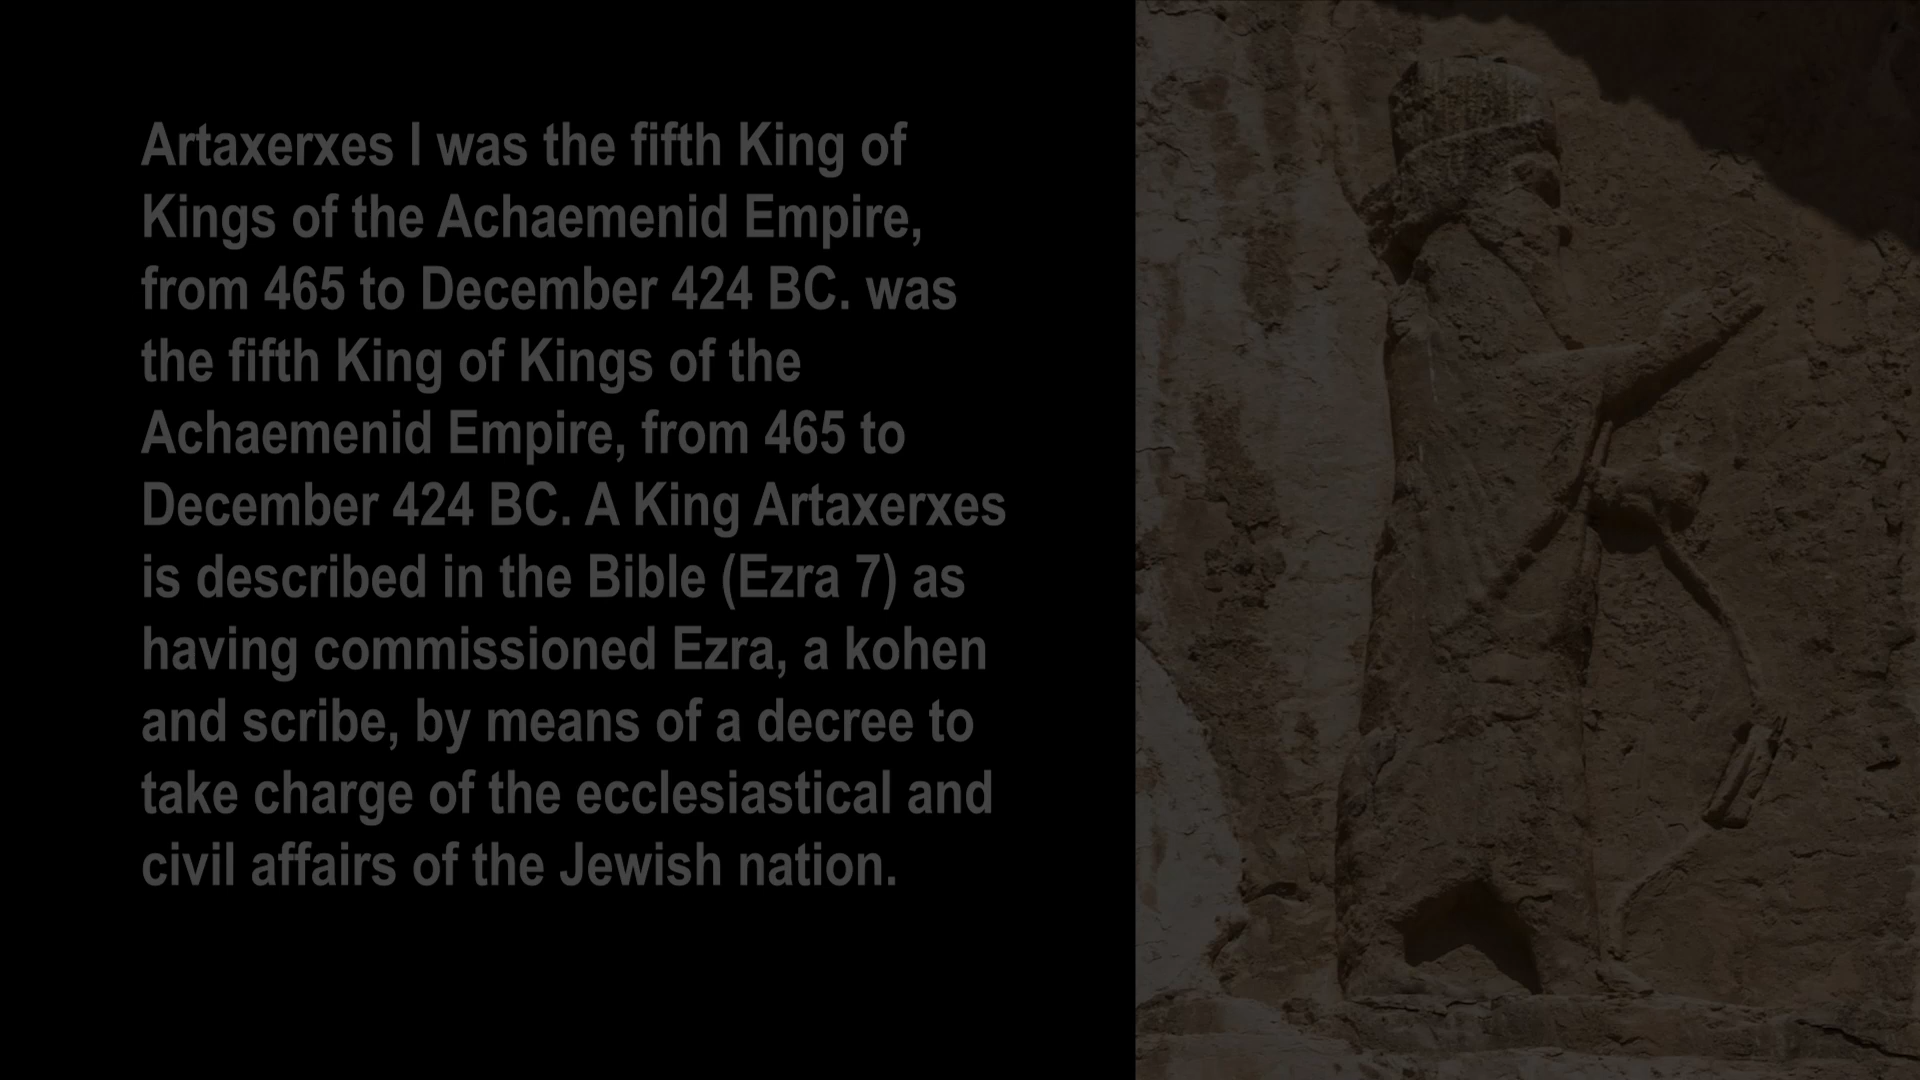 Artaxerxes I was the fifth King of
Kings of the Achaemenid Empire,
from 465 to December 424 BC. was
the fifth King of Kings of the
Achaemenid Empire, from 465 to
December 424 BC. A King Artaxerxes
is described in the Bible (Ezra 7) as
having commissioned Ezra, a kohen
and scribe, by means of a decree to
take charge of the ecclesiastical and
civil affairs of the Jewish nation.